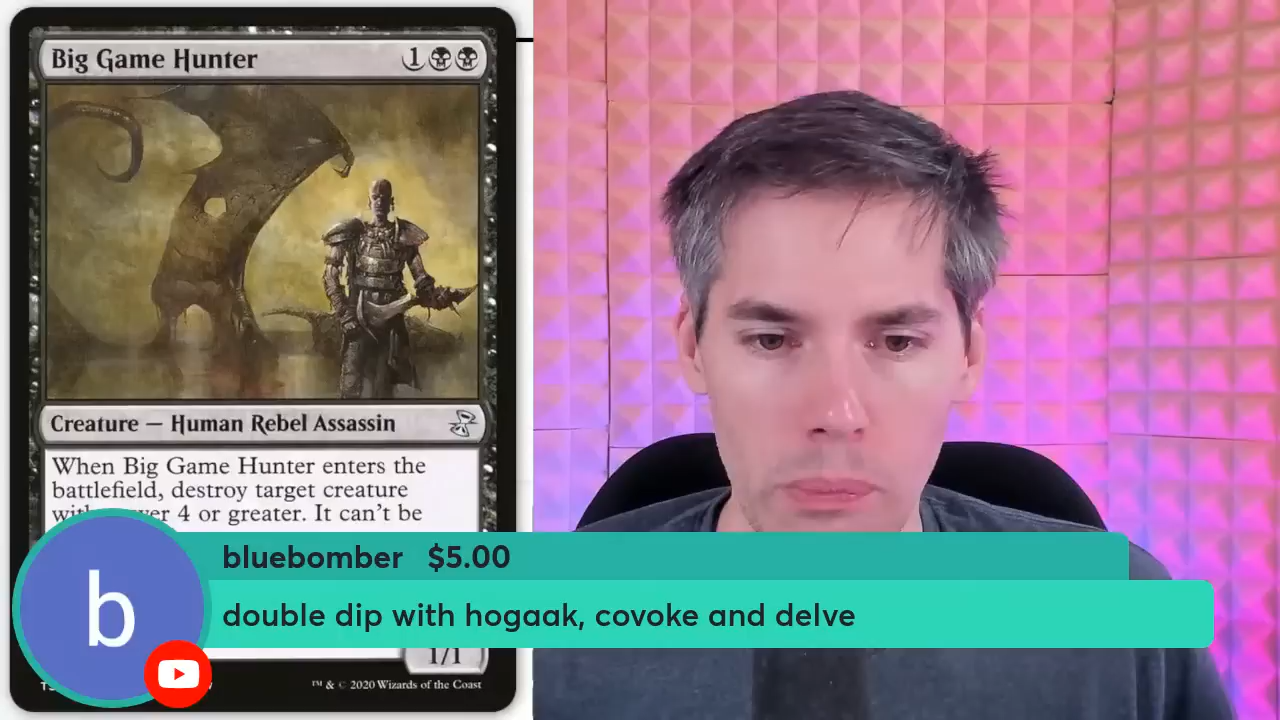 Big Game Hunter 1
Creature — Human Rebel Assassin
When Big Game Hunter enters the
battlefield, destroy target creature
4 or greater. It can't be
b
bluebomber $5.00
double dip with hogaak, covoke and delve
1/1
™ & © 2020 Wizards of the Coast